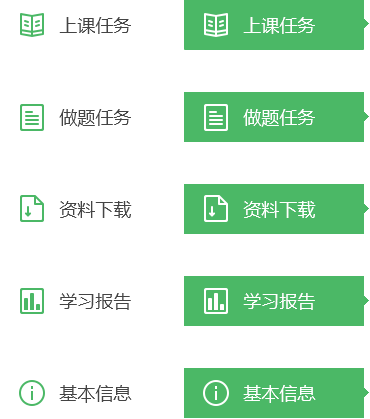 上课任务 上课任务
做题任务 做题任务
资料下载 资料下载
学习报告 学习报告
基本信息 基本信息